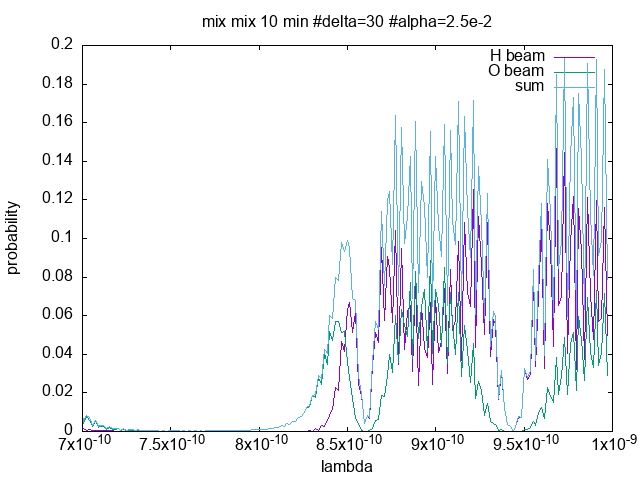 mix mix 10 min #delta=30 #alpha=2.5e-2
probability
0.2
0.18
0.16
0.14
0.12
0.1
0.08
0.06
0.04
0.02
0
H beam
O beam
sum
7x10⁻¹⁰ 7.5x10⁻¹⁰ 8x10⁻¹⁰ 8.5x10⁻¹⁰ 9x10⁻¹⁰ 9.5x10⁻¹⁰ 1x10⁻⁹
lambda